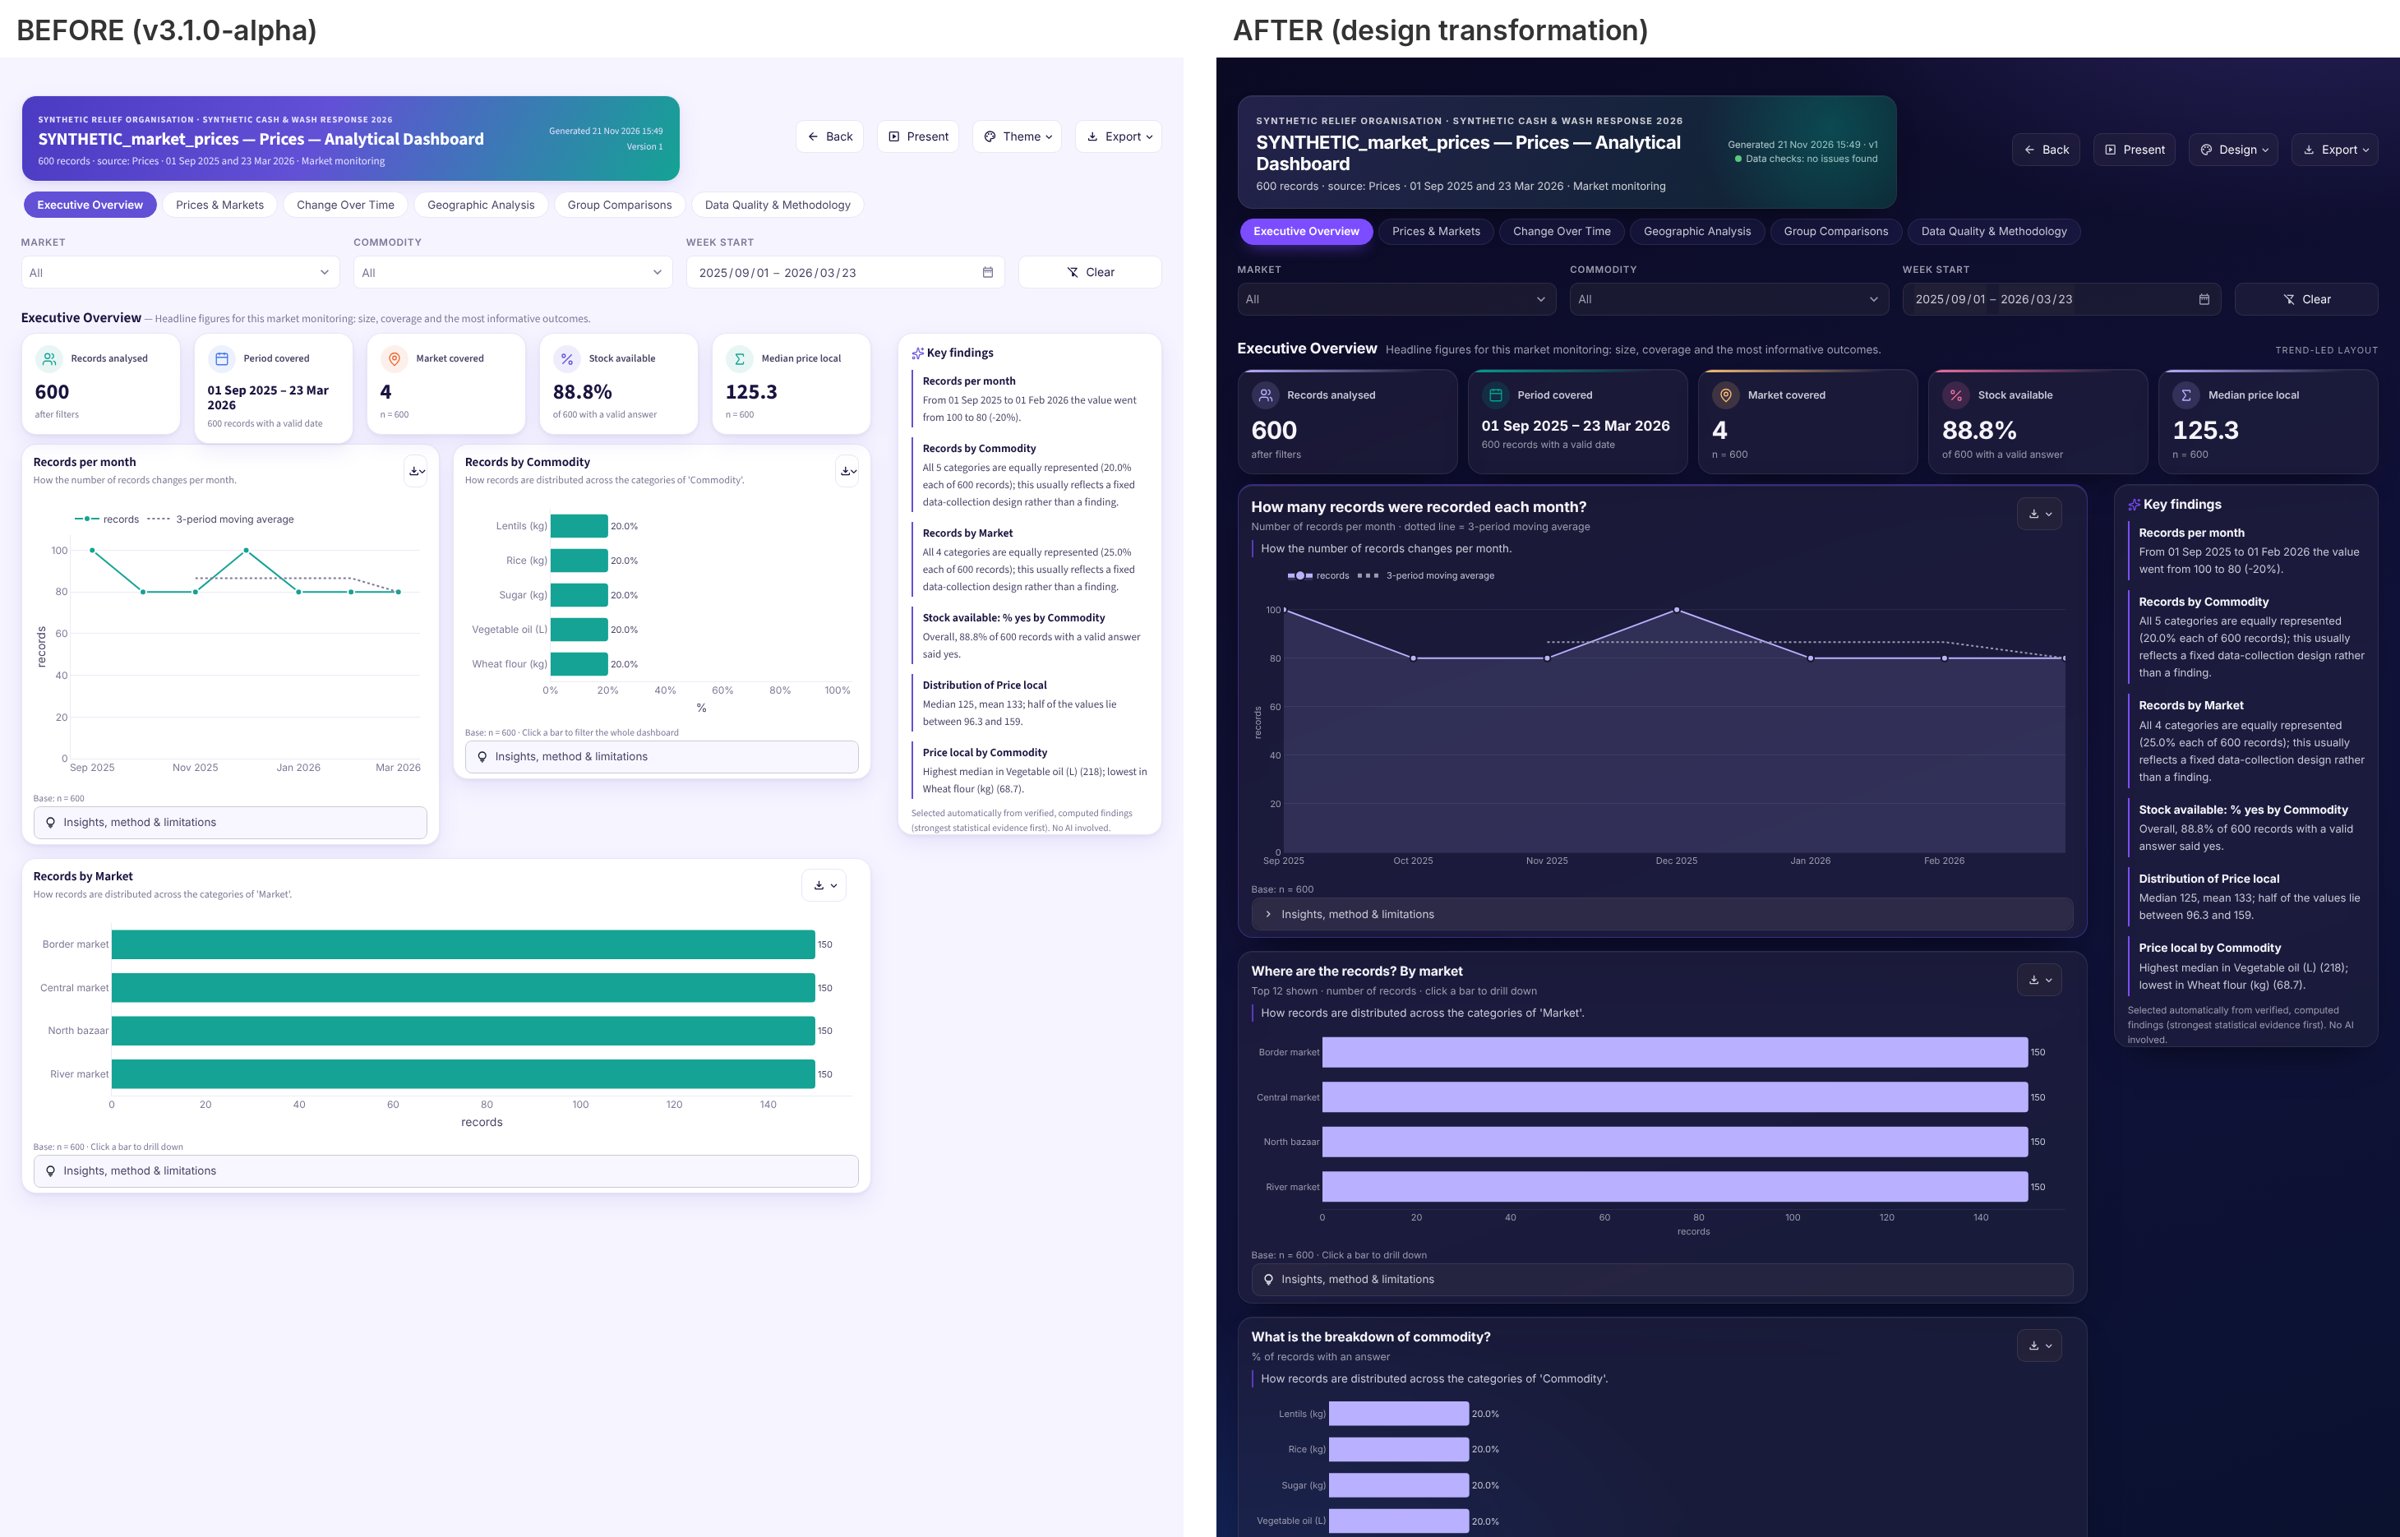 BEFORE (v3.1.0-alpha)
SYNTHETIC RELIEF ORGANISATION · SYNTHETIC CASH & WASH RESPONSE 2026
SYNTHETIC_market_prices — Prices — Analytical Dashboard
600 records · source: Prices · 01 Sep 2025 and 23 Mar 2026 · Market monitoring
Generated 21 Nov 2026 15:49
Version 1
Back
Present
Theme
Export
Executive Overview
Prices & Markets
Change Over Time
Geographic Analysis
Group Comparisons
Data Quality & Methodology
MARKET
COMMODITY
WEEK START
All
All
2025/09/01 – 2026/03/23
Clear
Executive Overview — Headline figures for this market monitoring: size, coverage and the most informative outcomes.
Records analysed
600
after filters
Period covered
01 Sep 2025 – 23 Mar
2026
600 records with a valid date
Market covered
4
n = 600
Stock available
88.8%
of 600 with a valid answer
Median price local
125.3
n = 600
Records per month
How the number of records changes per month.
records
3-period moving average
100
80
60
40
20
0
records
Sep 2025
Nov 2025
Jan 2026
Mar 2026
Base: n = 600
Insights, method & limitations
Records by Commodity
How records are distributed across the categories of 'Commodity'.
Lentils (kg) 20.0%
Rice (kg) 20.0%
Sugar (kg) 20.0%
Vegetable oil (L) 20.0%
Wheat flour (kg) 20.0%
0% 20% 40% 60% 80% 100%
%
Base: n = 600 · Click a bar to filter the whole dashboard
Insights, method & limitations
Key findings
Records per month
From 01 Sep 2025 to 01 Feb 2026 the value went
from 100 to 80 (-20%).
Records by Commodity
All 5 categories are equally represented (20.0%
each of 600 records); this usually reflects a fixed
data-collection design rather than a finding.
Records by Market
All 4 categories are equally represented (25.0%
each of 600 records); this usually reflects a fixed
data-collection design rather than a finding.
Stock available: % yes by Commodity
Overall, 88.8% of 600 records with a valid answer
said yes.
Distribution of Price local
Median 125, mean 133; half of the values lie
between 96.3 and 159.
Price local by Commodity
Highest median in Vegetable oil (L) (218); lowest in
Wheat flour (kg) (68.7).
Selected automatically from verified, computed findings
(strongest statistical evidence first). No AI involved.
Records by Market
How records are distributed across the categories of 'Market'.
Border market 150
Central market 150
North bazaar 150
River market 150
0 20 40 60 80 100 120 140
records
Base: n = 600 · Click a bar to drill down
Insights, method & limitations
AFTER (design transformation)
SYNTHETIC RELIEF ORGANISATION · SYNTHETIC CASH & WASH RESPONSE 2026
SYNTHETIC_market_prices — Prices — Analytical
Dashboard
600 records · source: Prices · 01 Sep 2025 and 23 Mar 2026 · Market monitoring
Generated 21 Nov 2026 15:49 · v1
Data checks: no issues found
Back
Present
Design
Export
Executive Overview
Prices & Markets
Change Over Time
Geographic Analysis
Group Comparisons
Data Quality & Methodology
MARKET
COMMODITY
WEEK START
All
All
2025/09/01 – 2026/03/23
Clear
Executive Overview Headline figures for this market monitoring: size, coverage and the most informative outcomes.
TREND-LED LAYOUT
Records analysed
600
after filters
Period covered
01 Sep 2025 – 23 Mar 2026
600 records with a valid date
Market covered
4
n = 600
Stock available
88.8%
of 600 with a valid answer
Median price local
125.3
n = 600
How many records were recorded each month?
Number of records per month · dotted line = 3-period moving average
How the number of records changes per month.
records
3-period moving average
100
80
60
40
20
0
records
Sep 2025
Oct 2025
Nov 2025
Dec 2025
Jan 2026
Feb 2026
Base: n = 600
Insights, method & limitations
Key findings
Records per month
From 01 Sep 2025 to 01 Feb 2026 the value
went from 100 to 80 (-20%).
Records by Commodity
All 5 categories are equally represented
(20.0% each of 600 records); this usually
reflects a fixed data-collection design rather
than a finding.
Records by Market
All 4 categories are equally represented
(25.0% each of 600 records); this usually
reflects a fixed data-collection design rather
than a finding.
Stock available: % yes by Commodity
Overall, 88.8% of 600 records with a valid
answer said yes.
Distribution of Price local
Median 125, mean 133; half of the values lie
between 96.3 and 159.
Price local by Commodity
Highest median in Vegetable oil (L) (218);
lowest in Wheat flour (kg) (68.7).
Selected automatically from verified, computed
findings (strongest statistical evidence first). No AI
involved.
Where are the records? By market
Top 12 shown · number of records · click a bar to drill down
How records are distributed across the categories of 'Market'.
Border market 150
Central market 150
North bazaar 150
River market 150
0 20 40 60 80 100 120 140
records
Base: n = 600 · Click a bar to drill down
Insights, method & limitations
What is the breakdown of commodity?
% of records with an answer
How records are distributed across the categories of 'Commodity'.
Lentils (kg) 20.0%
Rice (kg) 20.0%
Sugar (kg) 20.0%
Vegetable oil (L) 20.0%